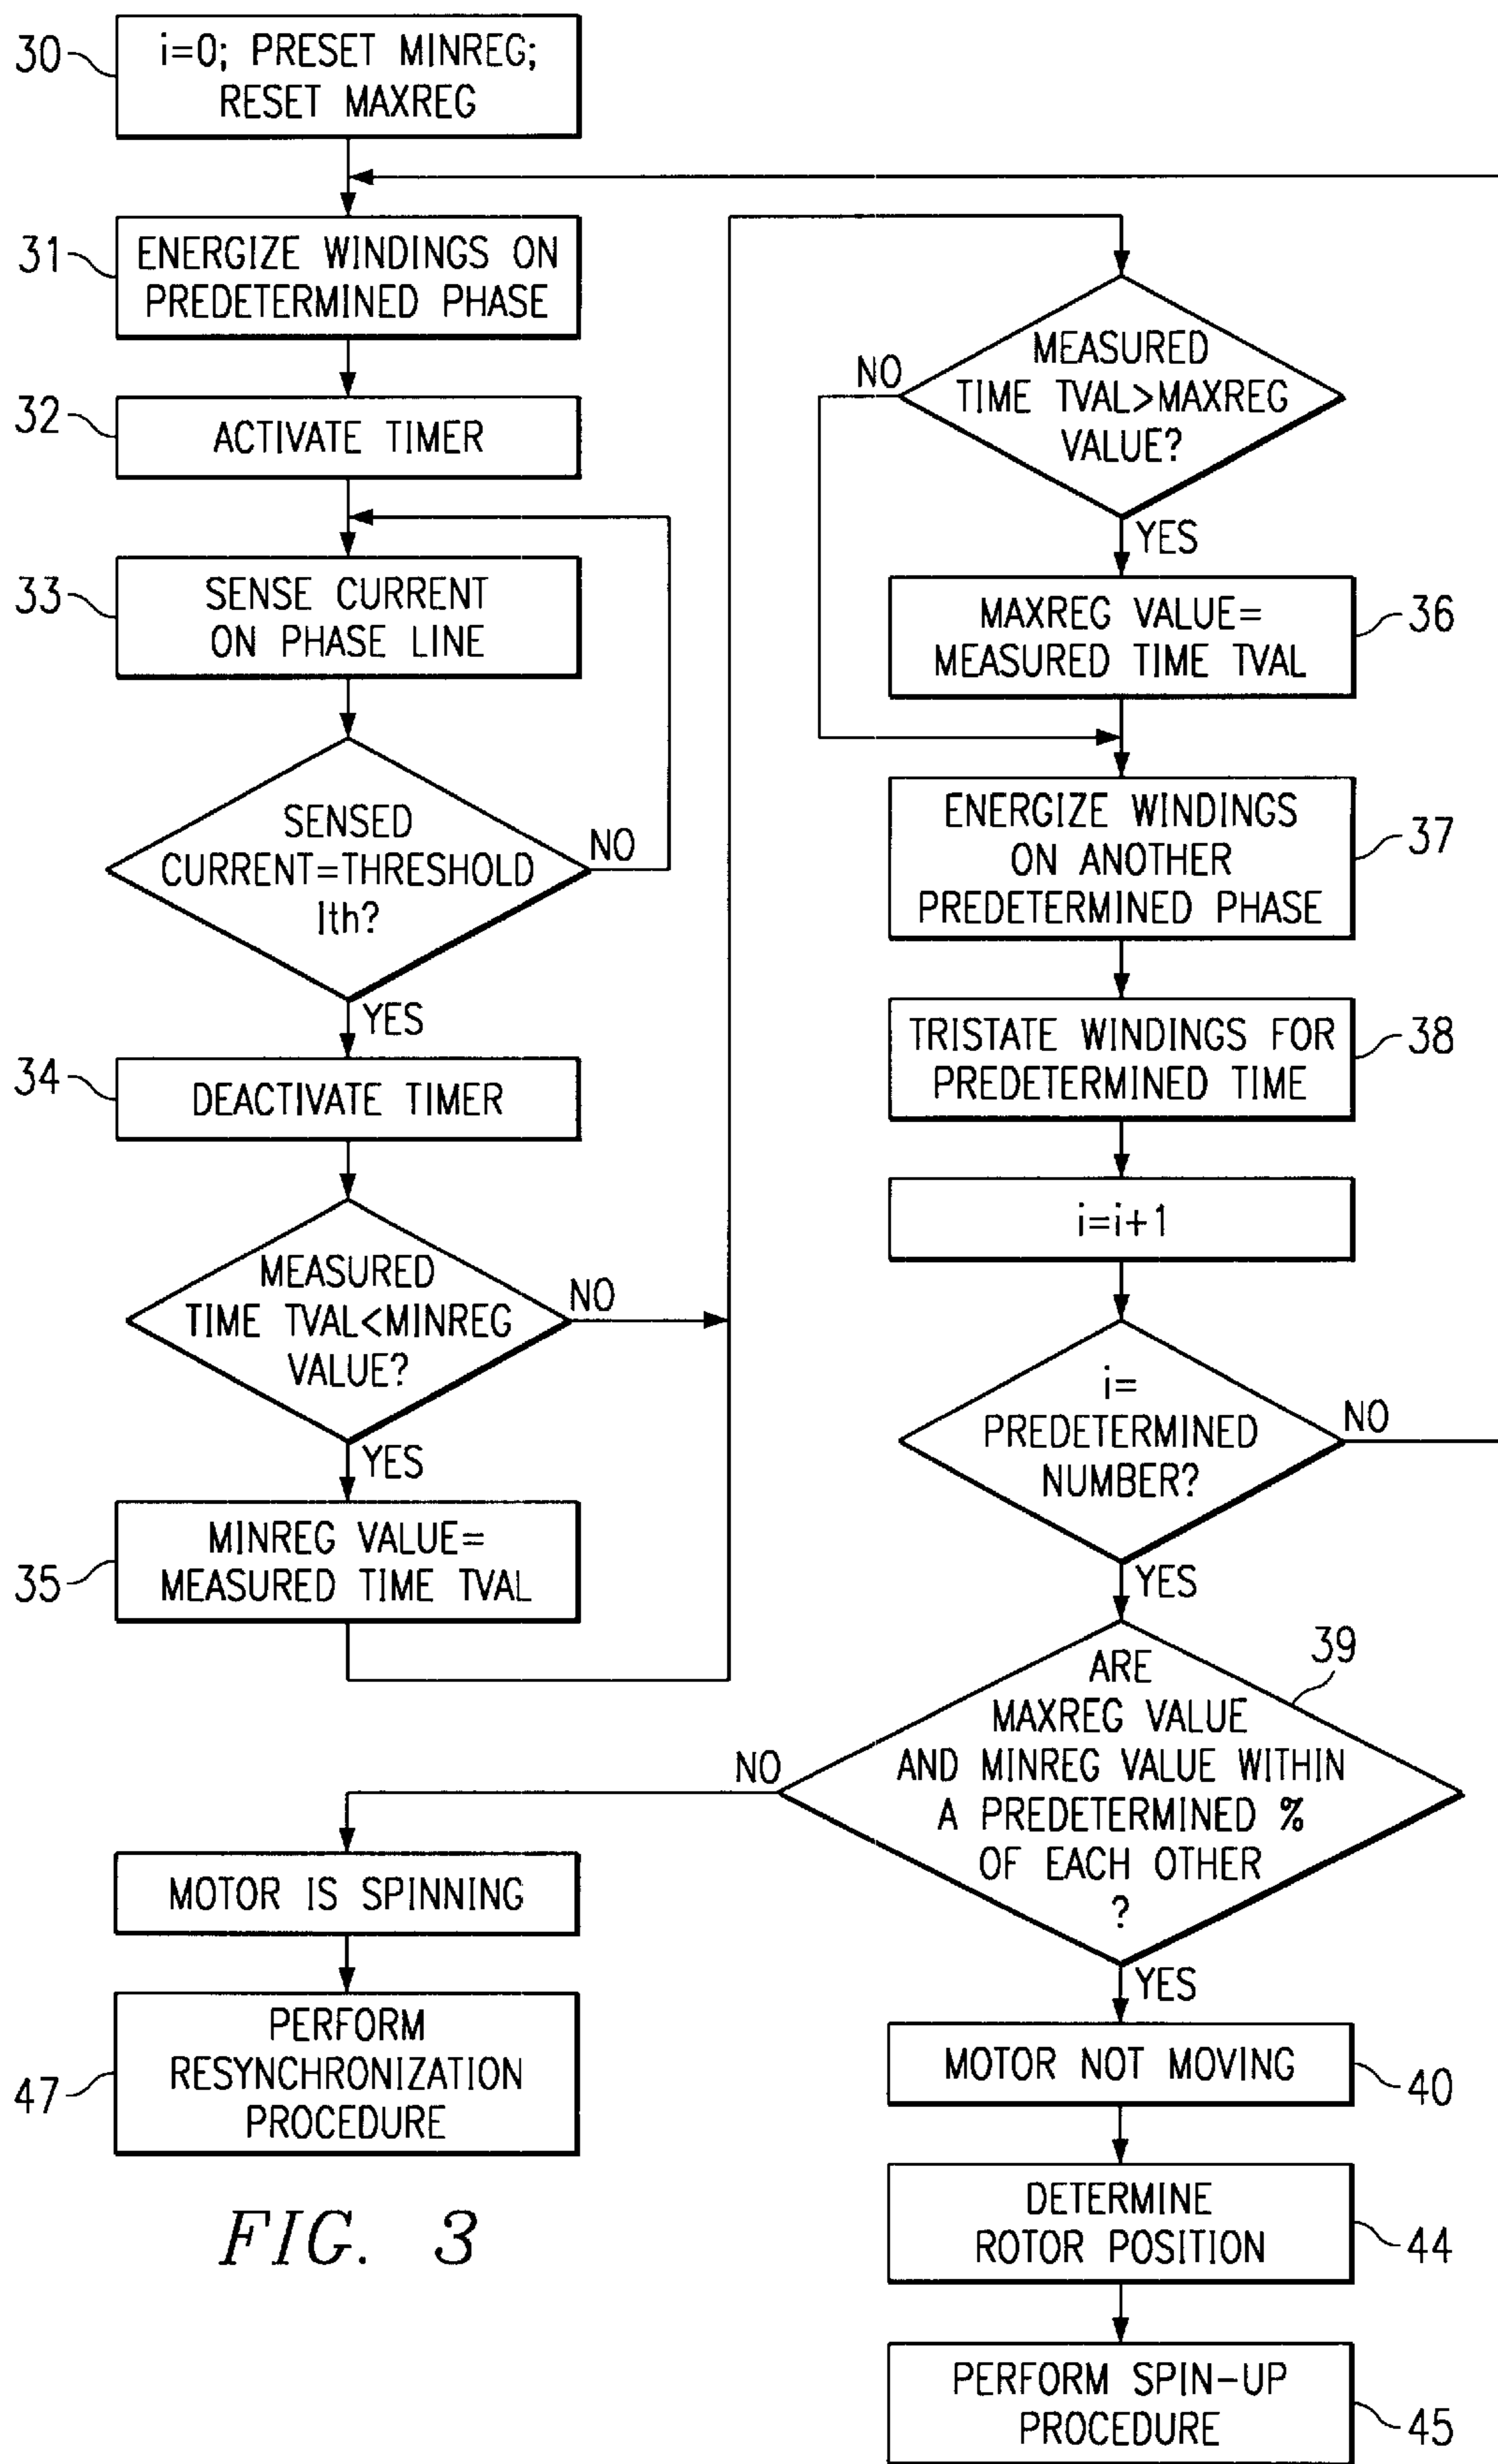 30
i=0; PRESET MINREG;
RESET MAXREG
31
ENERGIZE WINDINGS ON
PREDETERMINED PHASE
32
ACTIVATE TIMER
33
SENSE CURRENT
ON PHASE LINE
SENSED
CURRENT=THRESHOLD
Ith?
NO
YES
34
DEACTIVATE TIMER
MEASURED
TIME TVAL<MINREG
VALUE?
NO
YES
35
MINREG VALUE=
MEASURED TIME TVAL
MEASURED
TIME TVAL>MAXREG
VALUE?
NO
YES
MAXREG VALUE=
MEASURED TIME TVAL
36
ENERGIZE WINDINGS
ON ANOTHER
PREDETERMINED PHASE
37
TRISTATE WINDINGS FOR
PREDETERMINED TIME
38
i=i+1
i=
PREDETERMINED
NUMBER?
NO
YES
39
ARE
MAXREG VALUE
AND MINREG VALUE WITHIN
A PREDETERMINED %
OF EACH OTHER
?
NO
YES
MOTOR IS SPINNING
47
PERFORM
RESYNCHRONIZATION
PROCEDURE
MOTOR NOT MOVING
40
DETERMINE
ROTOR POSITION
44
PERFORM SPIN-UP
PROCEDURE
45
FIG. 3